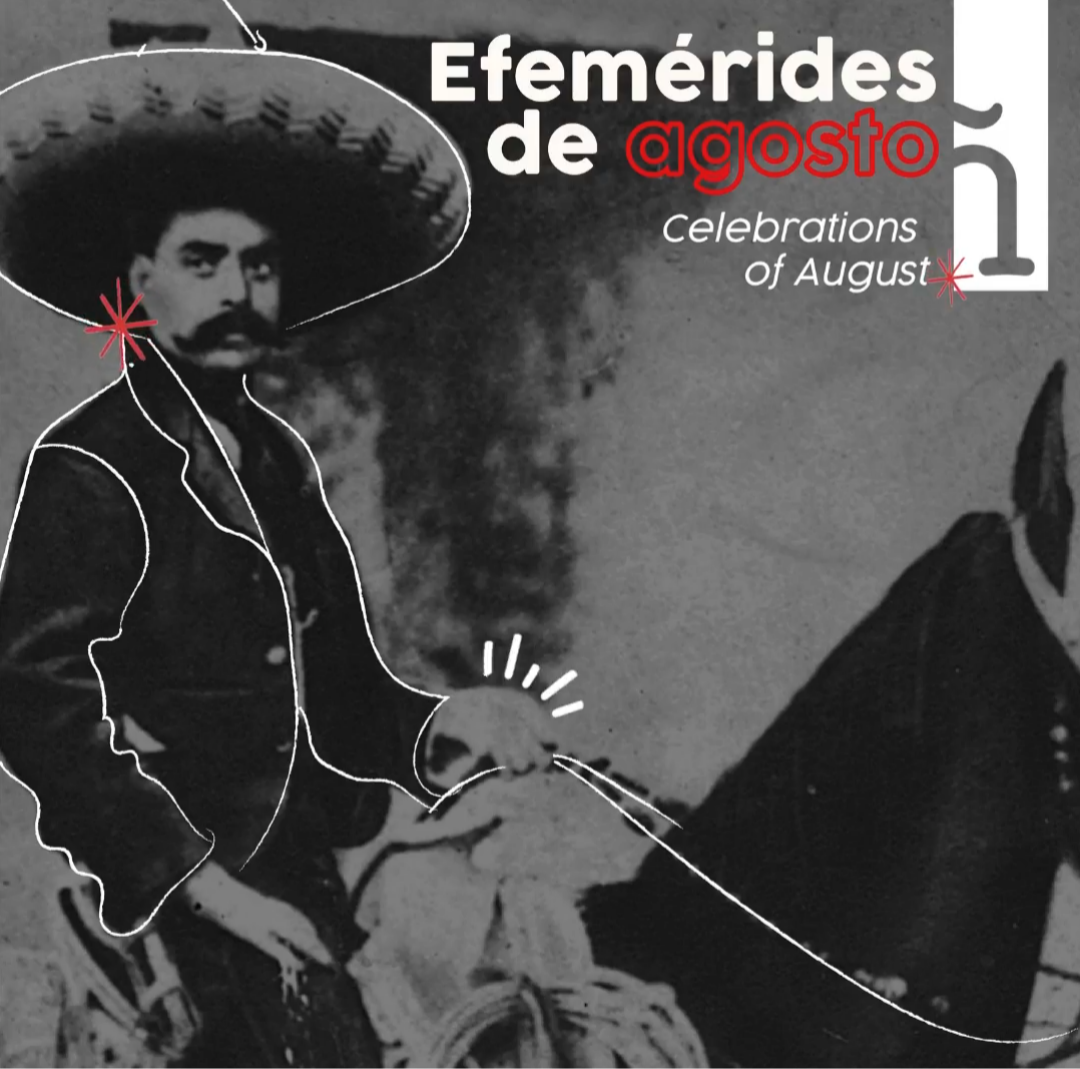 Efemérides
de agosto
Celebrations
of August
ñ